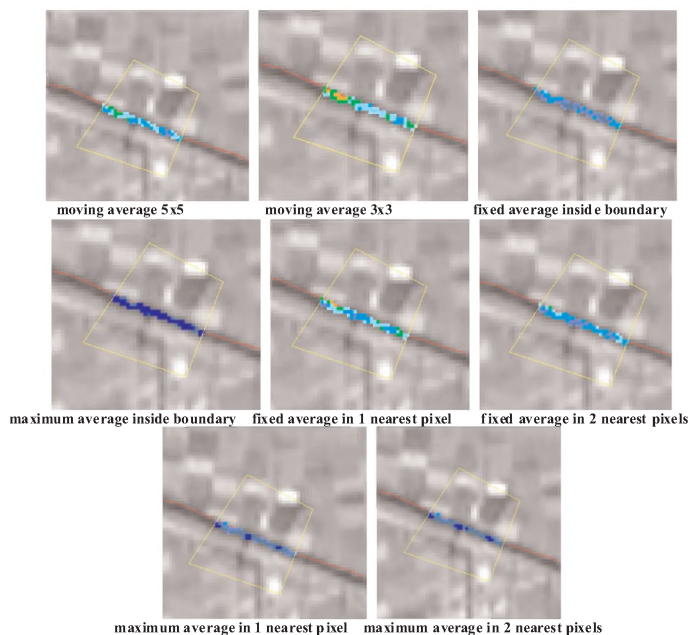 moving average 5x5 moving average 3x3 fixed average inside boundary
maximum average inside boundary fixed average in 1 nearest pixel fixed average in 2 nearest pixels
maximum average in 1 nearest pixel maximum average in 2 nearest pixels